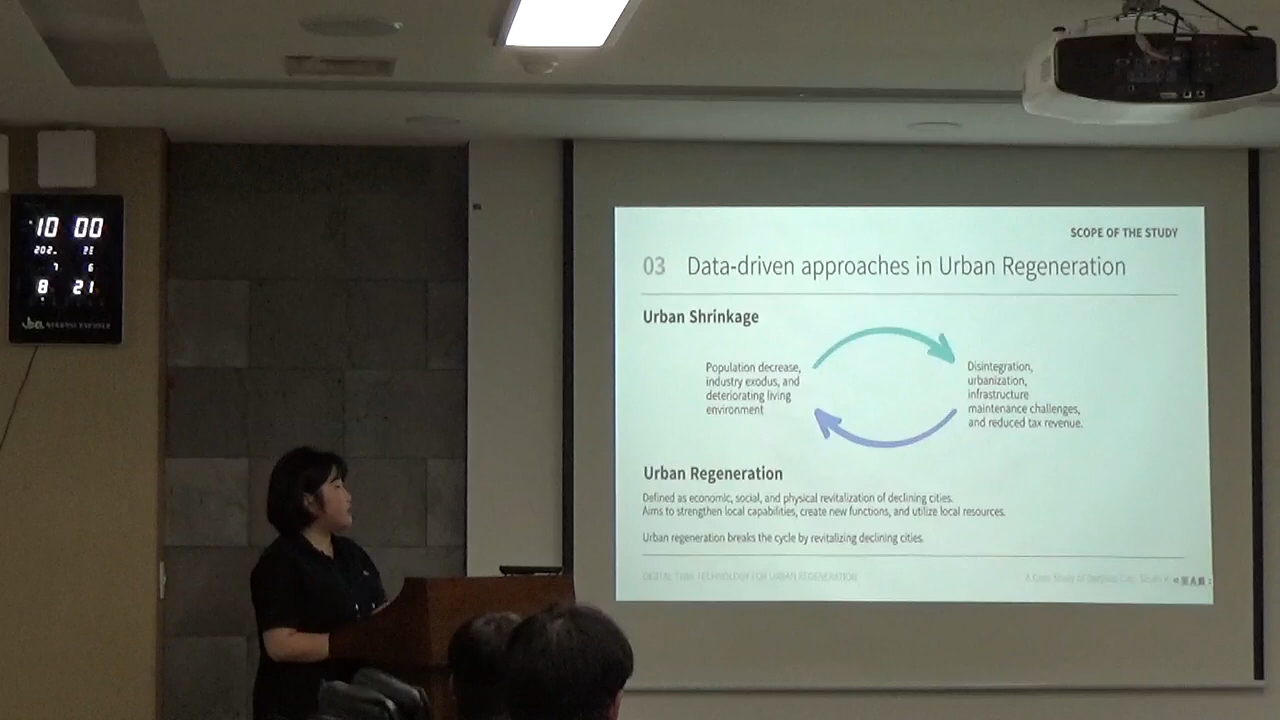 10 00
8 21
SCOPE OF THE STUDY
03 Data-driven approaches in Urban Regeneration
Urban Shrinkage
Population decrease,
industry exodus, and
deteriorating living
environment
Disintegration,
urbanization,
infrastructure
maintenance challenges,
and reduced tax revenue.
Urban Regeneration
Defined as economic, social, and physical revitalization of declining cities.
Aims to strengthen local capabilities, create new functions, and utilize local resources.
Urban regeneration breaks the cycle by revitalizing declining cities.
DIGITAL TWIN TECHNOLOGY FOR URBAN REGENERATION
A Case Study of